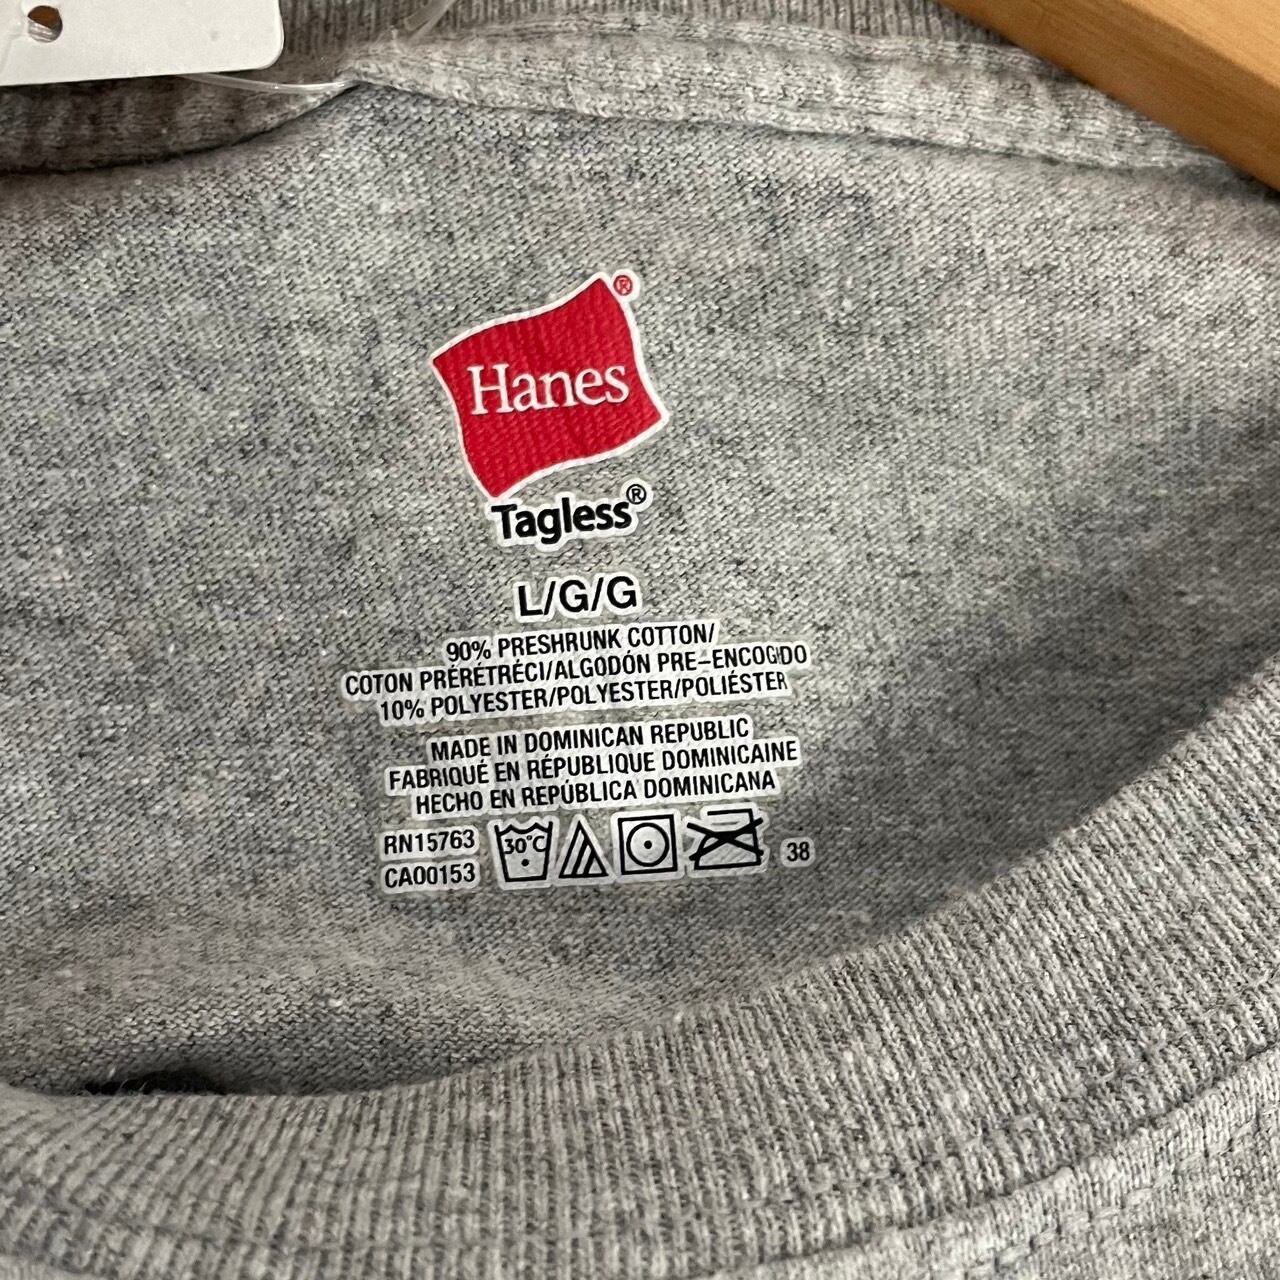 Hanes®
Tagless®
L/G/G
90% PRESHRUNK COTTON/
COTON PRÉRÉTRÉCI/ALGODÓN PRE-ENCOGIDO
10% POLYESTER/POLYESTER/POLIÉSTER
MADE IN DOMINICAN REPUBLIC
FABRIQUÉ EN RÉPUBLIQUE DOMINICAINE
HECHO EN REPÚBLICA DOMINICANA
RN15763
30°C
38
CA00153